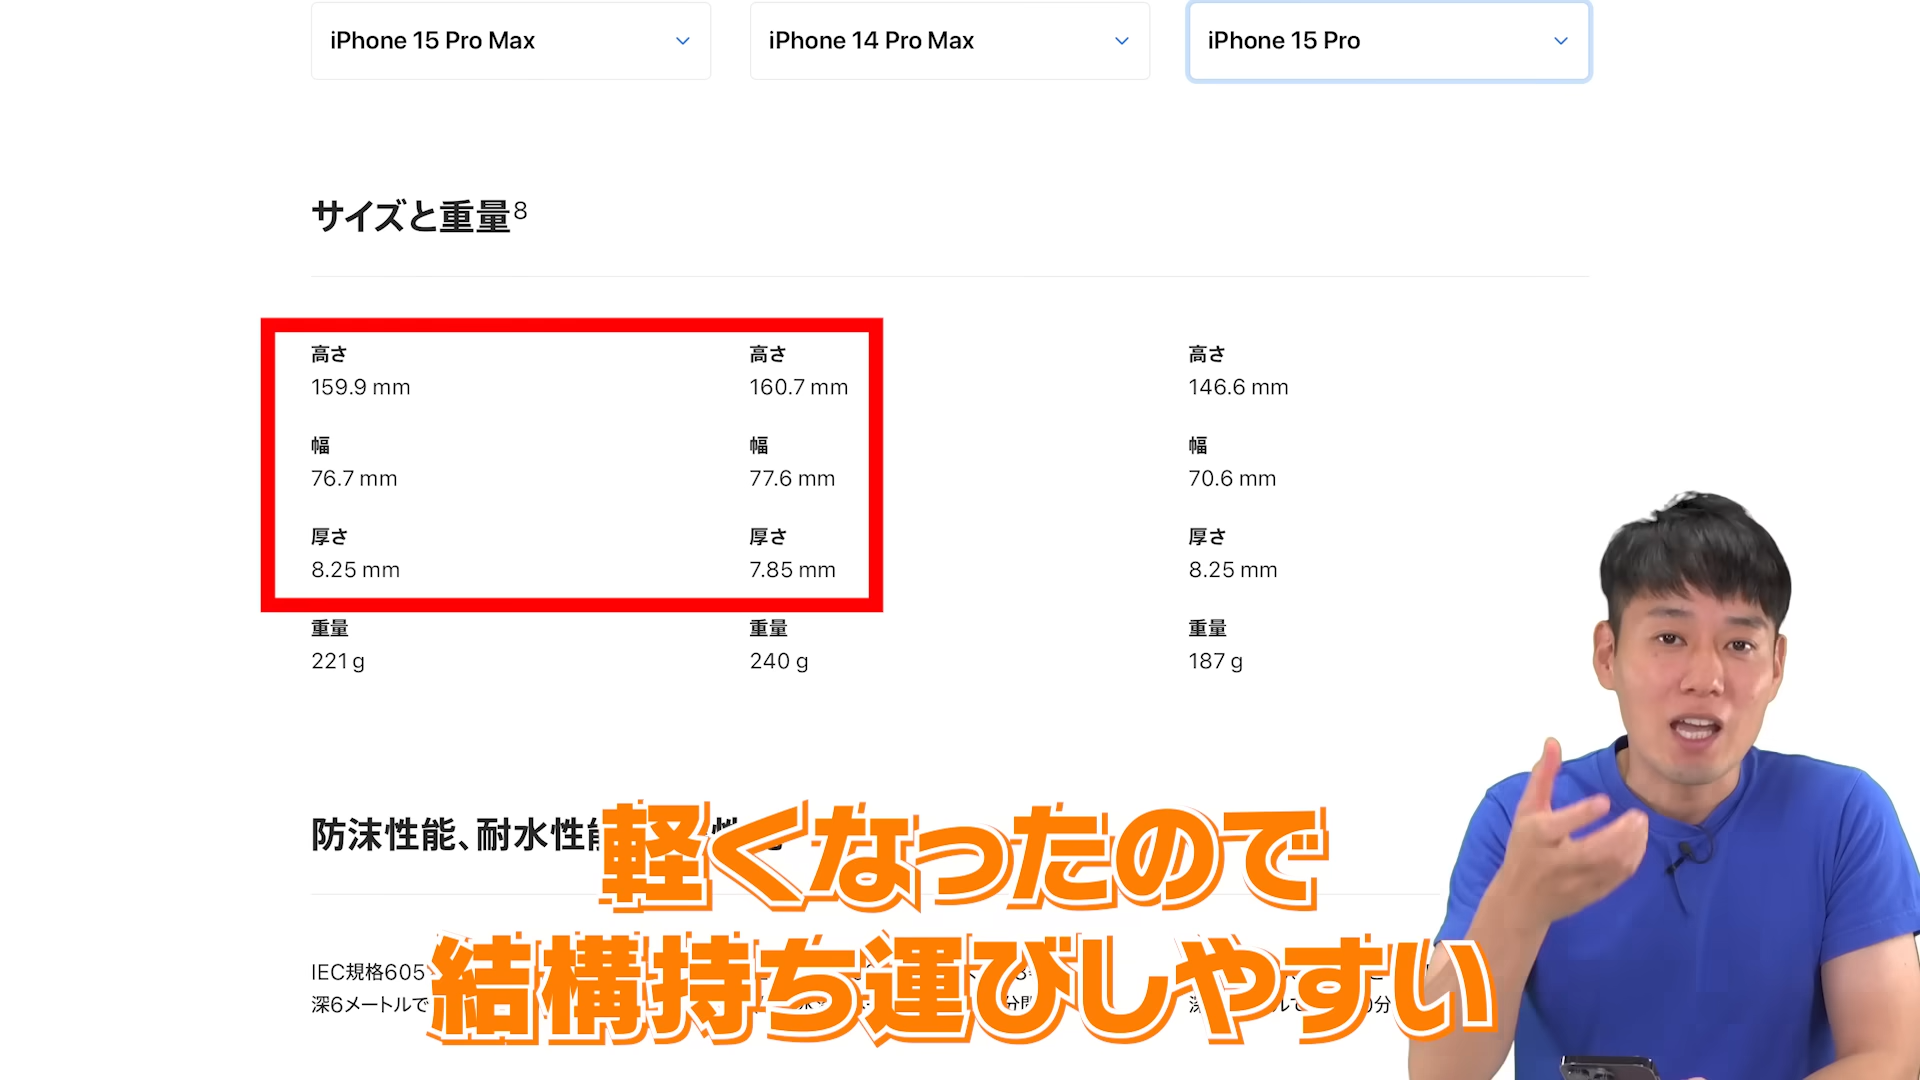 iPhone 15 Pro Max
iPhone 14 Pro Max
iPhone 15 Pro
サイズと重量8
高さ
159.9 mm
高さ
160.7 mm
高さ
146.6 mm
幅
76.7 mm
幅
77.6 mm
幅
70.6 mm
厚さ
8.25 mm
厚さ
7.85 mm
厚さ
8.25 mm
重量
221 g
重量
240 g
重量
187 g
防沫性能、耐水性能
IEC規格605
深6メートルで
軽くなったので
結構持ち運びしやすい